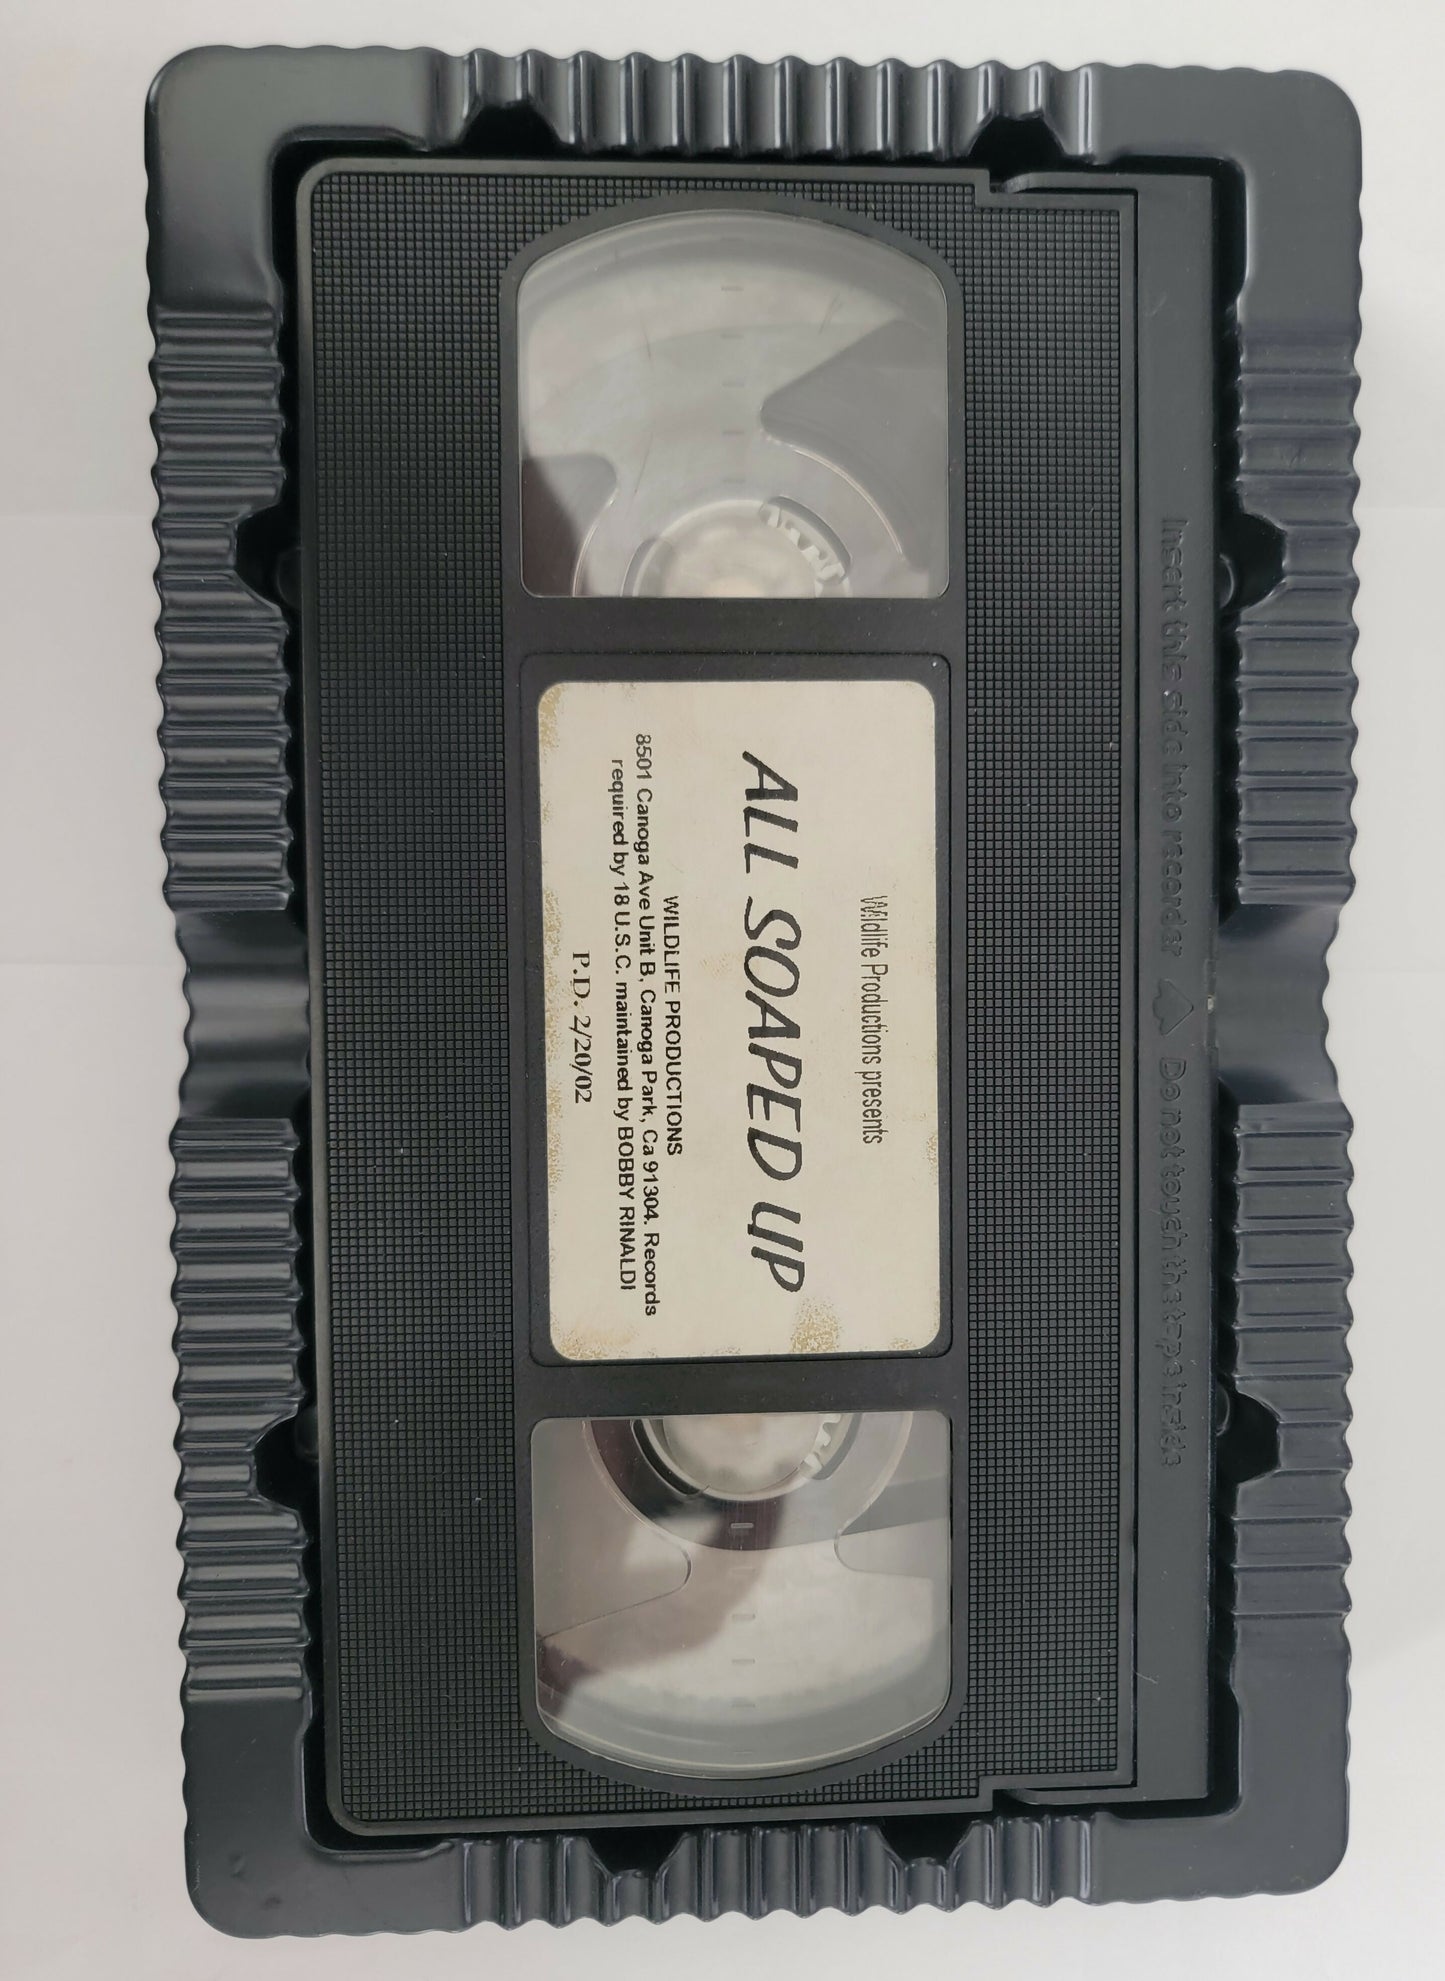 Insert this side into recorder Do not touch the tape inside
Wildlife Productions presents
ALL SOAPED UP
WILDLIFE PRODUCTIONS
8501 Canoga Ave Unit B, Canoga Park, Ca 91304. Records
required by 18 U.S.C. maintained by BOBBY RINALDI
P.D. 2/20/02